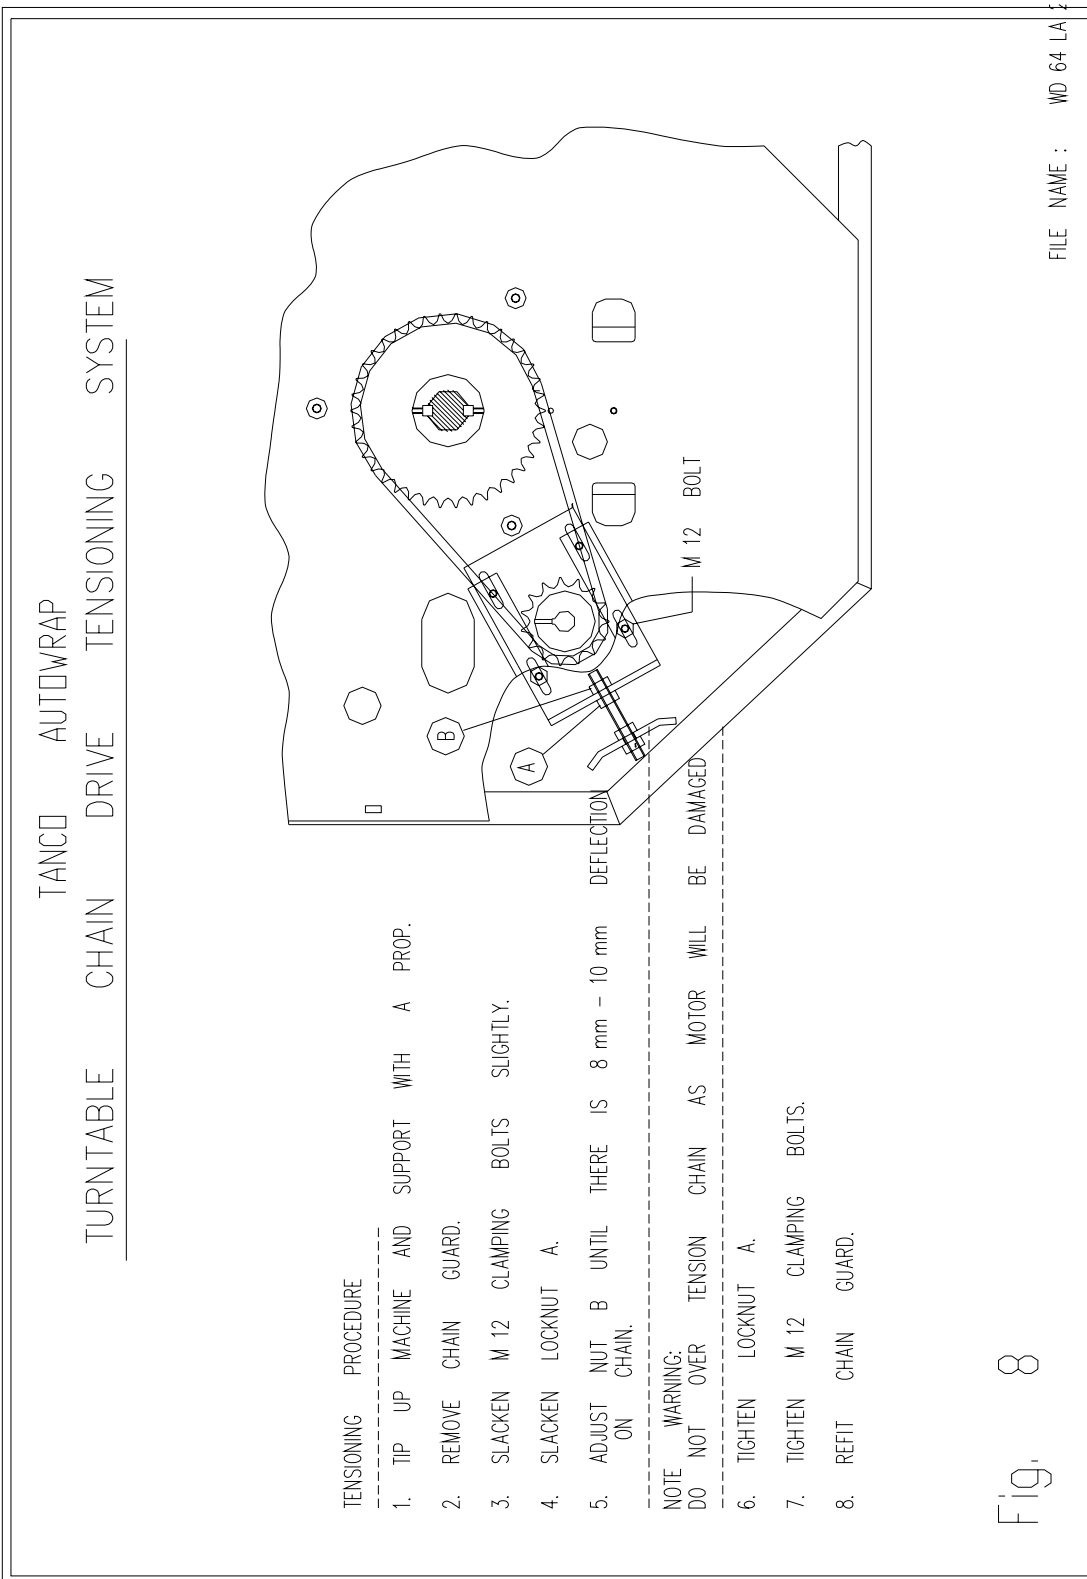 TANCO AUTOWRAP
TURNTABLE CHAIN DRIVE TENSIONING SYSTEM
TENSIONING PROCEDURE
1. TIP UP MACHINE AND SUPPORT WITH A PROP.
2. REMOVE CHAIN GUARD.
3. SLACKEN M 12 CLAMPING BOLTS SLIGHTLY.
4. SLACKEN LOCKNUT A.
5. ADJUST NUT B UNTIL THERE IS 8 mm - 10 mm DEFLECTION
ON CHAIN.
NOTE WARNING:
DO NOT OVER TENSION CHAIN AS MOTOR WILL BE DAMAGED
6. TIGHTEN LOCKNUT A.
7. TIGHTEN M 12 CLAMPING BOLTS.
8. REFIT CHAIN GUARD.
B
A
M 12 BOLT
Fig. 8
FILE NAME : WD 64 LA